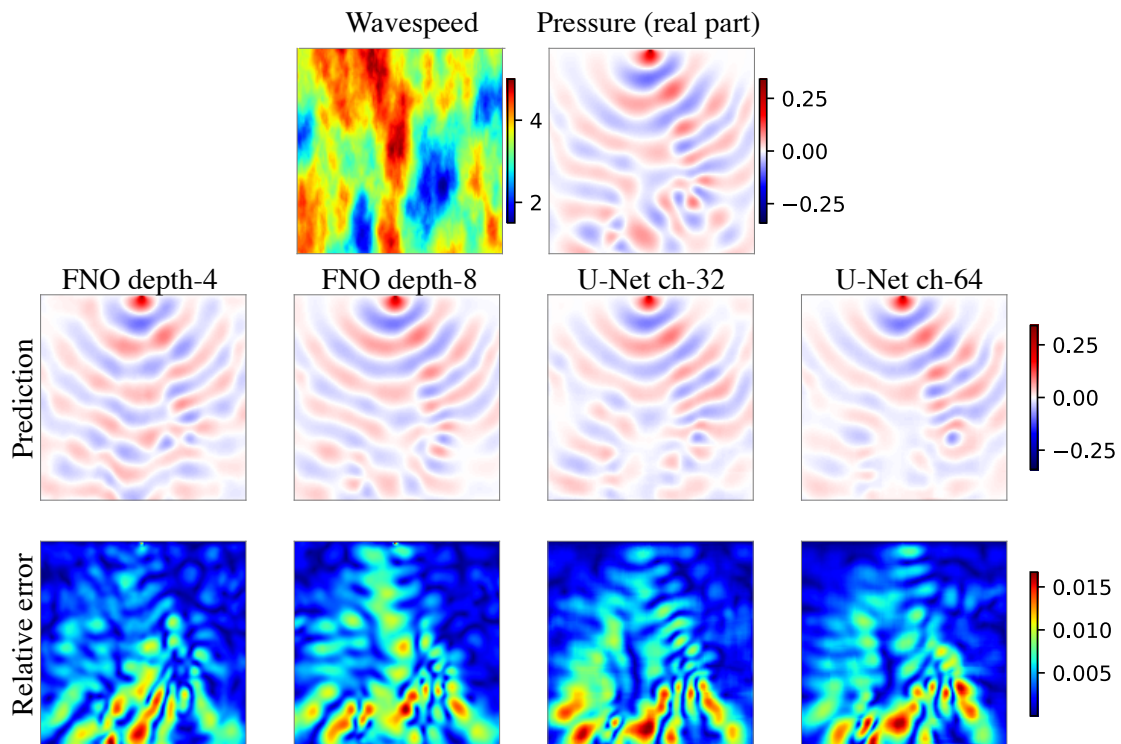 Wavespeed Pressure (real part)
4
2
0.25
0.00
−0.25
FNO depth-4 FNO depth-8 U-Net ch-32 U-Net ch-64
Prediction
0.25
0.00
−0.25
Relative error
0.015
0.010
0.005